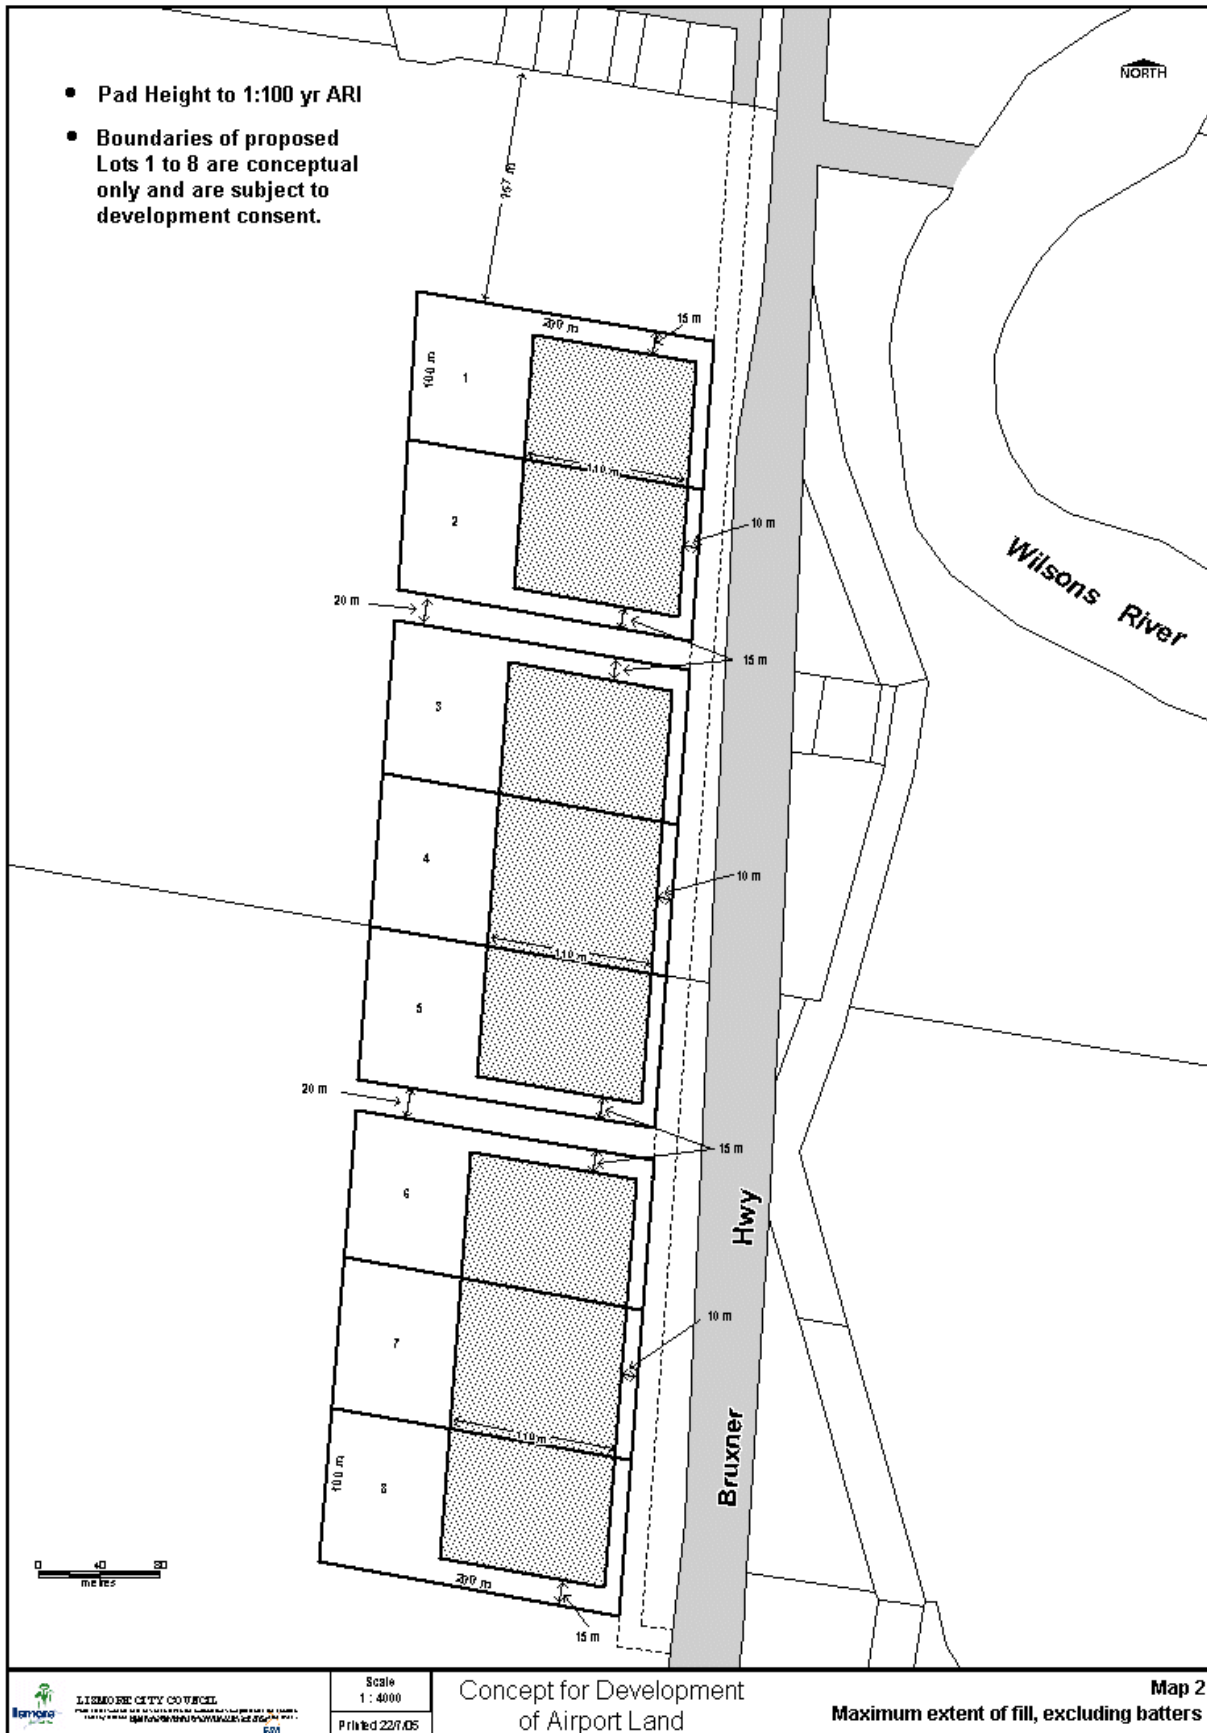 NORTH
● Pad Height to 1:100 yr ARI
● Boundaries of proposed
Lots 1 to 8 are conceptual
only and are subject to
development consent.
157 m
200 m
15 m
100 m
1
110 m
2
10 m
Wilsons River
20 m
15 m
3
4
10 m
110 m
5
20 m
15 m
6
Hwy
10 m
7
110 m
Bruxner
100 m
8
0 40 80
metres
200 m
15 m
lismore
LISMORE CITY COUNCIL
Scale
1 : 4000
Printed 22/7/05
Concept for Development
of Airport Land
Map 2
Maximum extent of fill, excluding batters